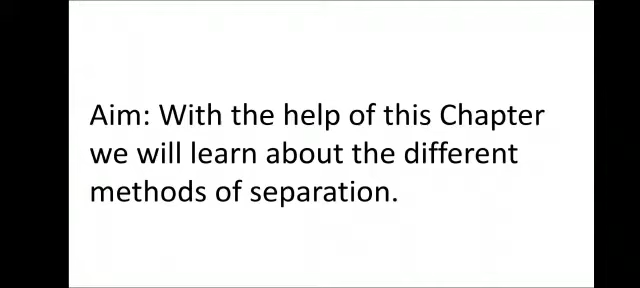 Aim: With the help of this Chapter
we will learn about the different
methods of separation.